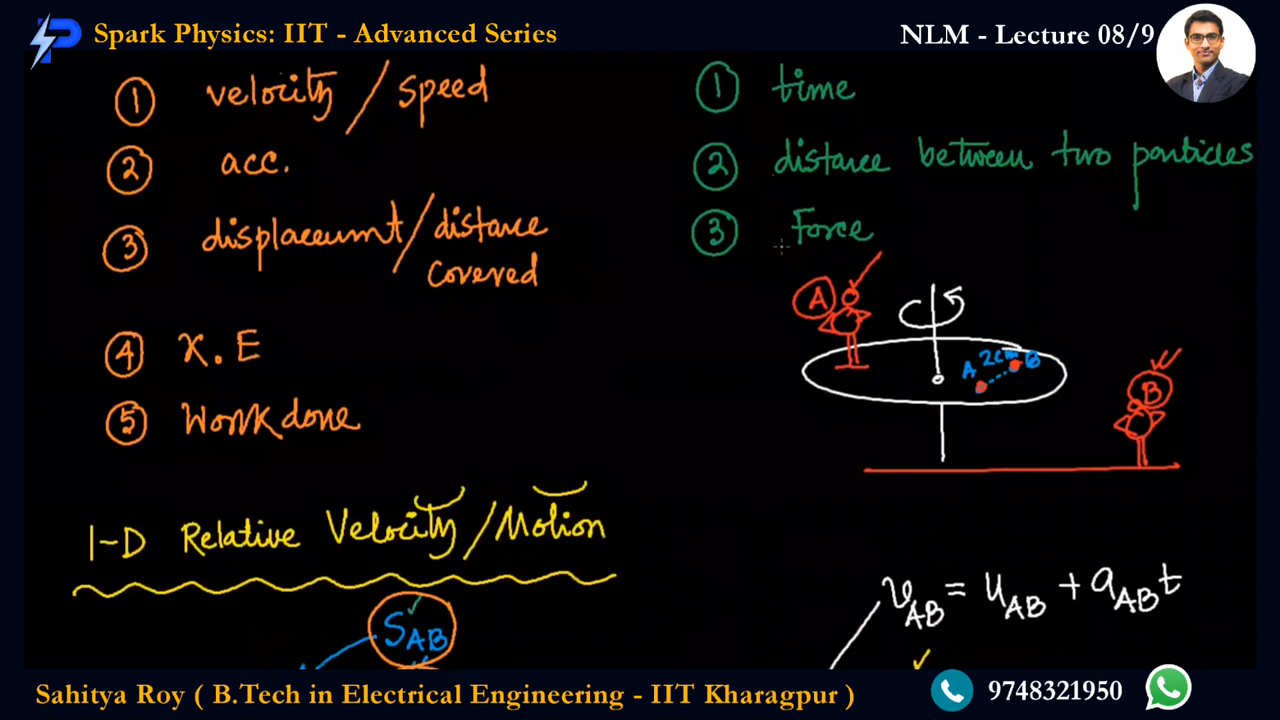 Spark Physics: IIT - Advanced Series
NLM - Lecture 08/9
① velocity / speed
② acc.
③ displacement / distance
covered
④ K.E
⑤ Work done
① time
② distance between two particles
③ Force
A
A 2cm B
B
1-D Relative Velocity / Motion
S_AB
v_AB = u_AB + a_AB t
Sahitya Roy ( B.Tech in Electrical Engineering - IIT Kharagpur )
9748321950